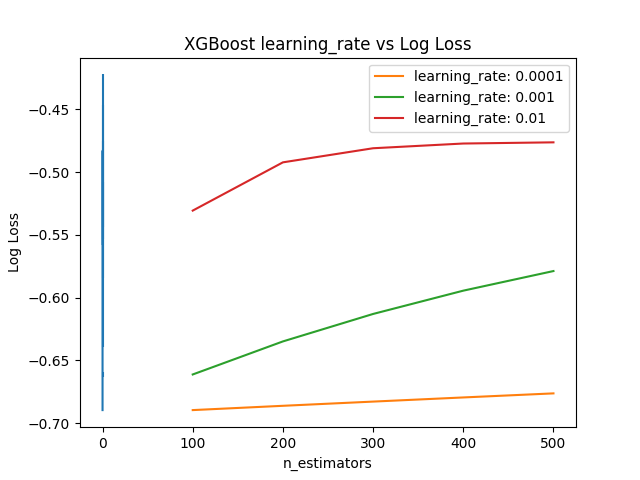 XGBoost learning_rate vs Log Loss
learning_rate: 0.0001
learning_rate: 0.001
learning_rate: 0.01
Log Loss
−0.45
−0.50
−0.55
−0.60
−0.65
−0.70
0 100 200 300 400 500
n_estimators